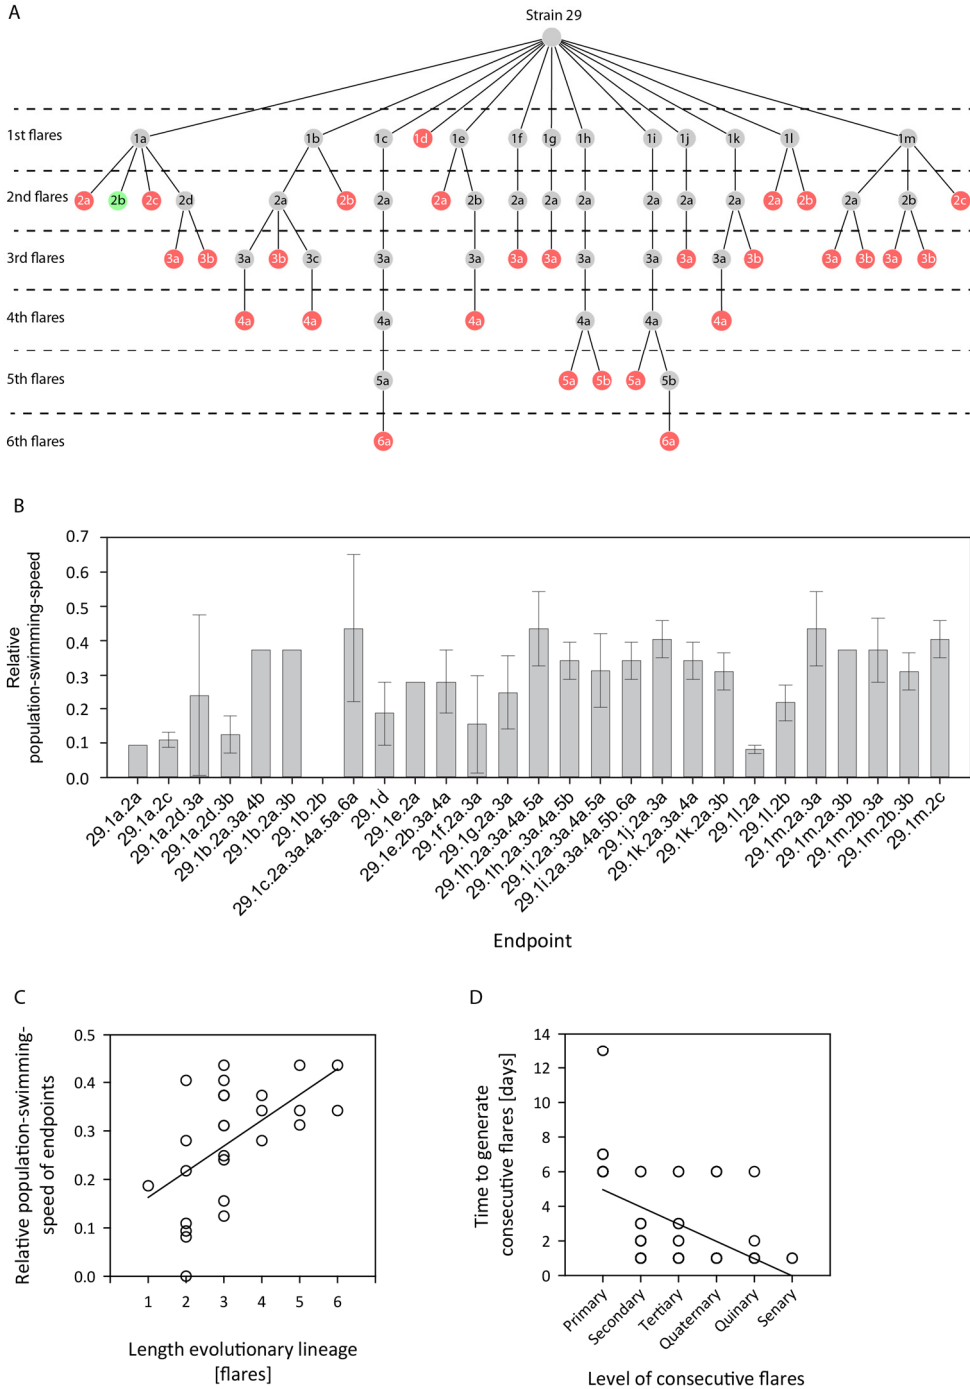 A
Strain 29
1st flares
1a 1b 1c 1d 1e 1f 1g 1h 1i 1j 1k 1l 1m
2nd flares
2a 2b 2c 2d 2a 2b 2a 2a 2b 2a 2a 2a 2a 2a 2a 2a 2b 2a 2b 2c
3rd flares
3a 3b 3a 3b 3c 3a 3a 3a 3a 3a 3a 3a 3a 3b 3a 3b 3a 3b
4th flares
4a 4a 4a 4a 4a 4a 4a
5th flares
5a 5a 5b 5a 5b
6th flares
6a 6a
B
Relative
population-swimming-speed
0.7
0.6
0.5
0.4
0.3
0.2
0.1
0.0
29.1a.2a
29.1a.2c
29.1a.2d.3a
29.1a.2d.3b
29.1b.2a.3a.4b
29.1b.2a.3b
29.1b.2b
29.1c.2a.3a.4a.5a.6a
29.1d
29.1e.2a
29.1e.2b.3a.4a
29.1f.2a.3a
29.1g.2a.3a
29.1h.2a.3a.4a.5a
29.1h.2a.3a.4a.5b
29.1i.2a.3a.4a.5a
29.1i.2a.3a.4a.5b.6a
29.1j.2a.3a
29.1k.2a.3a.4a
29.1k.2a.3b
29.1l.2a
29.1l.2b
29.1m.2a.3a
29.1m.2a.3b
29.1m.2b.3a
29.1m.2b.3b
29.1m.2c
Endpoint
C
Relative population-swimming-
speed of endpoints
0.5
0.4
0.3
0.2
0.1
0.0
1 2 3 4 5 6
Length evolutionary lineage
[flares]
D
Time to generate
consecutive flares [days]
14
12
10
8
6
4
2
0
Primary
Secondary
Tertiary
Quaternary
Quinary
Senary
Level of consecutive flares